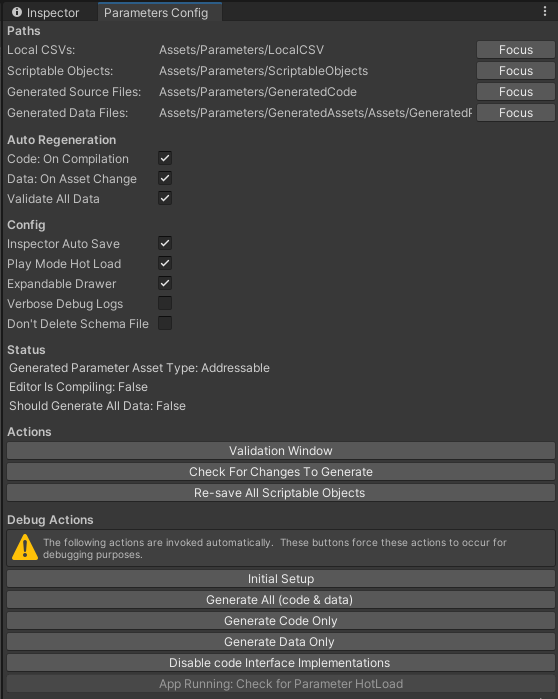 Inspector
Parameters Config
Paths
Local CSVs: Assets/Parameters/LocalCSV Focus
Scriptable Objects: Assets/Parameters/ScriptableObjects Focus
Generated Source Files: Assets/Parameters/GeneratedCode Focus
Generated Data Files: Assets/Parameters/GeneratedAssets/Assets/GeneratedP Focus
Auto Regeneration
Code: On Compilation
Data: On Asset Change
Validate All Data
Config
Inspector Auto Save
Play Mode Hot Load
Expandable Drawer
Verbose Debug Logs
Don't Delete Schema File
Status
Generated Parameter Asset Type: Addressable
Editor Is Compiling: False
Should Generate All Data: False
Actions
Validation Window
Check For Changes To Generate
Re-save All Scriptable Objects
Debug Actions
The following actions are invoked automatically.  These buttons force these actions to occur for
debugging purposes.
Initial Setup
Generate All (code & data)
Generate Code Only
Generate Data Only
Disable code Interface Implementations
App Running: Check for Parameter HotLoad